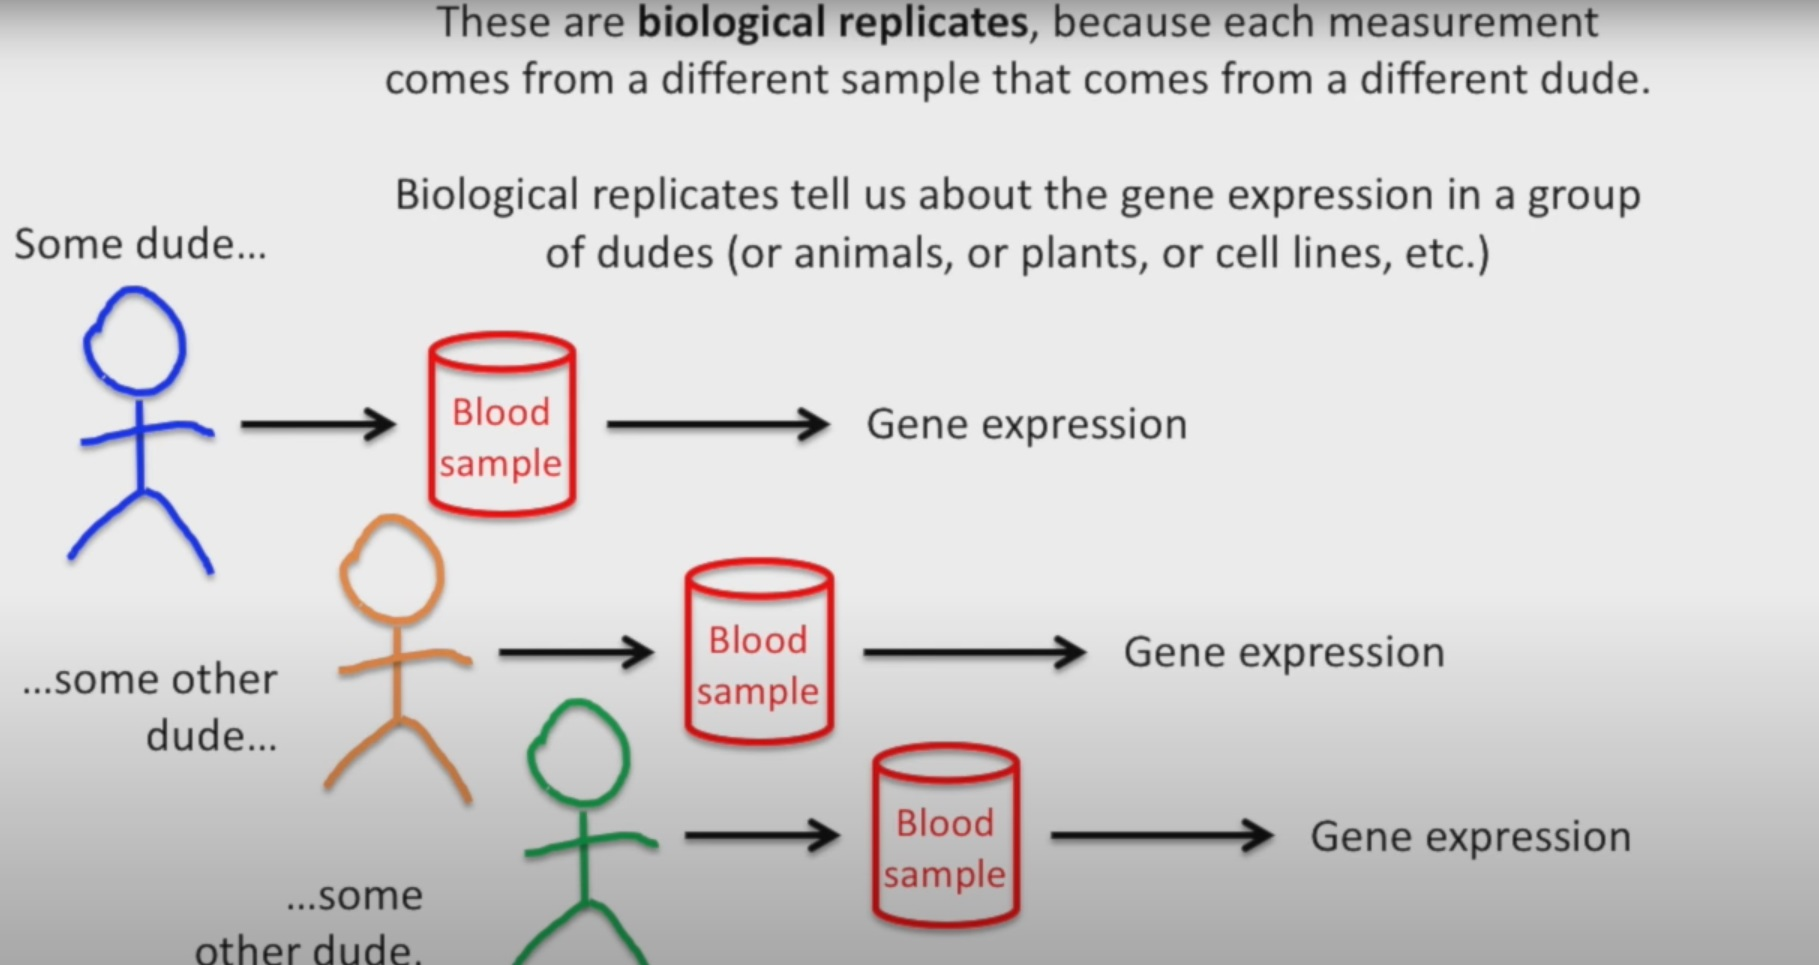 These are biological replicates, because each measurement
comes from a different sample that comes from a different dude.
Biological replicates tell us about the gene expression in a group
of dudes (or animals, or plants, or cell lines, etc.)
Some dude...
Blood
sample
Gene expression
...some other
dude...
Blood
sample
Gene expression
...some
other dude.
Blood
sample
Gene expression